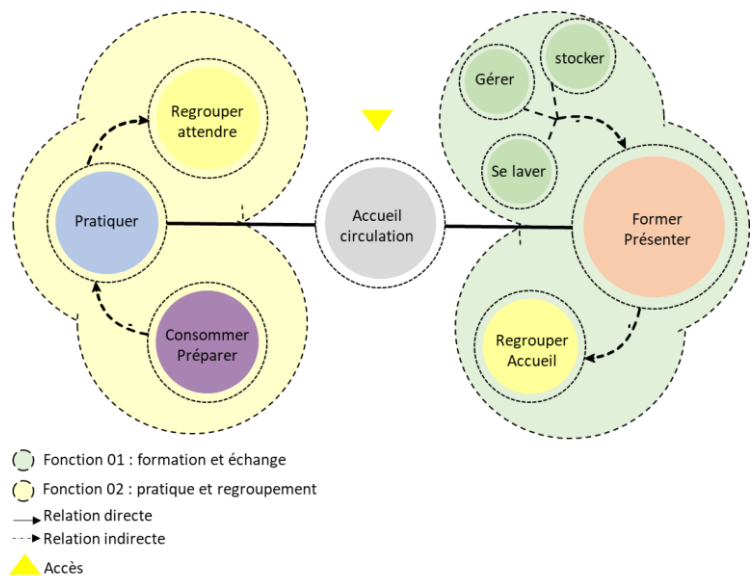 Gérer
stocker
Regrouper
attendre
Se laver
Pratiquer
Accueil
circulation
Former
Présenter
Consommer
Préparer
Regrouper
Accueil
Fonction 01 : formation et échange
Fonction 02 : pratique et regroupement
Relation directe
Relation indirecte
Accès